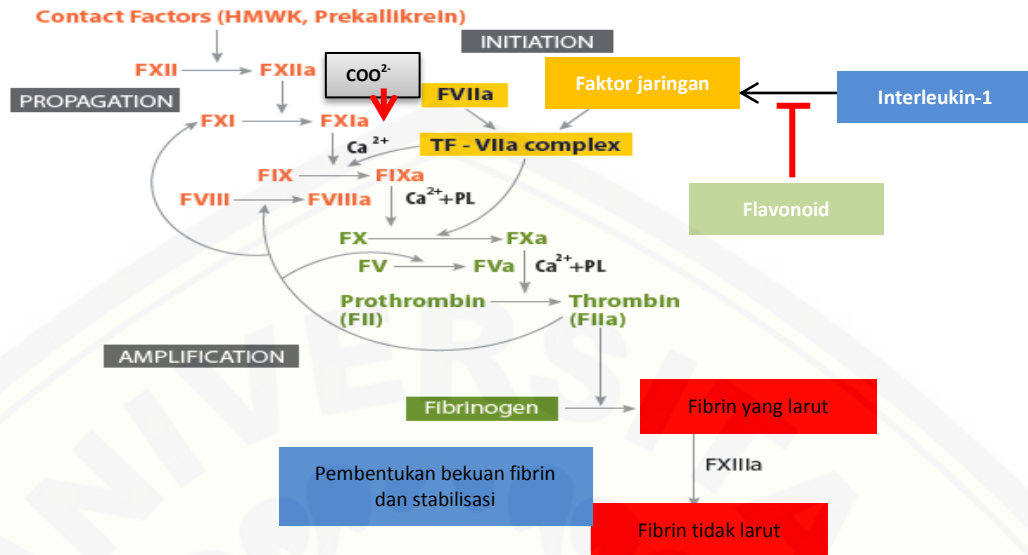 Contact Factors (HMWK, Prekallikrein)
INITIATION
FXII
FXIIa
COO²⁻
Faktor jaringan
Interleukin-1
PROPAGATION
FVIIa
FXI
FXIa
Ca 2+
TF - VIIa complex
FIX
FIXa
Flavonoid
FVIII
FVIIIa
Ca2++PL
FX
FXa
FV
FVa
Ca2++PL
Prothrombin
(FII)
Thrombin
(FIIa)
AMPLIFICATION
Fibrinogen
Fibrin yang larut
FXIIIa
Pembentukan bekuan fibrin
dan stabilisasi
Fibrin tidak larut